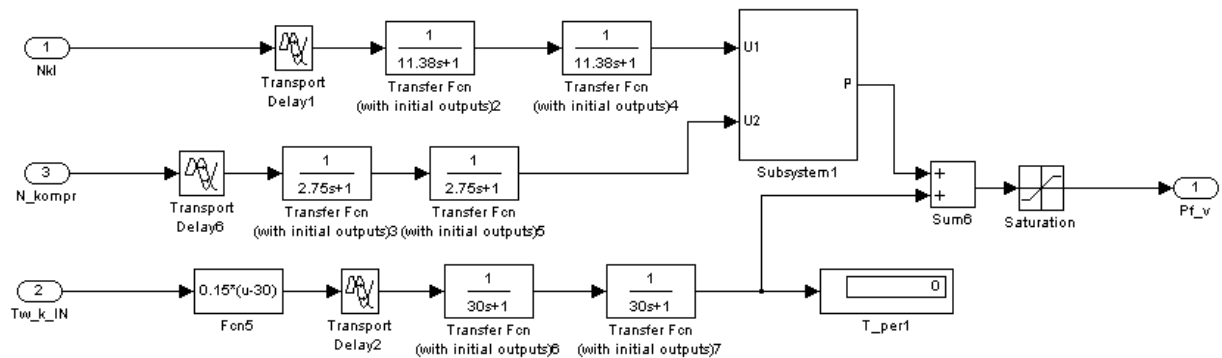 1
Nkl
Transport
Delay1
1
11.38s+1
Transfer Fcn
(with initial outputs)2
1
11.38s+1
Transfer Fcn
(with initial outputs)4
U1
U2
P
Subsystem1
3
N_kompr
Transport
Delay6
1
2.75s+1
Transfer Fcn
(with initial outputs)3
1
2.75s+1
Transfer Fcn
(with initial outputs)5
+
+
Sum6
Saturation
1
Pf_v
2
Tw_k_IN
0.15*(u-30)
Fcn5
Transport
Delay2
1
30s+1
Transfer Fcn
(with initial outputs)6
1
30s+1
Transfer Fcn
(with initial outputs)7
0
T_per1